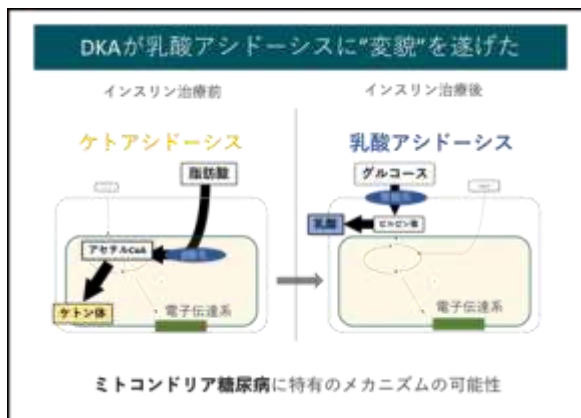 DKAが乳酸アシドーシスに“変貌”を遂げた
インスリン治療前
インスリン治療後
ケトアシドーシス
乳酸アシドーシス
脂肪酸
グルコース
乳酸
ピルビン酸
アセチルCoA
ケトン体
電子伝達系
電子伝達系
ミトコンドリア糖尿病に特有のメカニズムの可能性